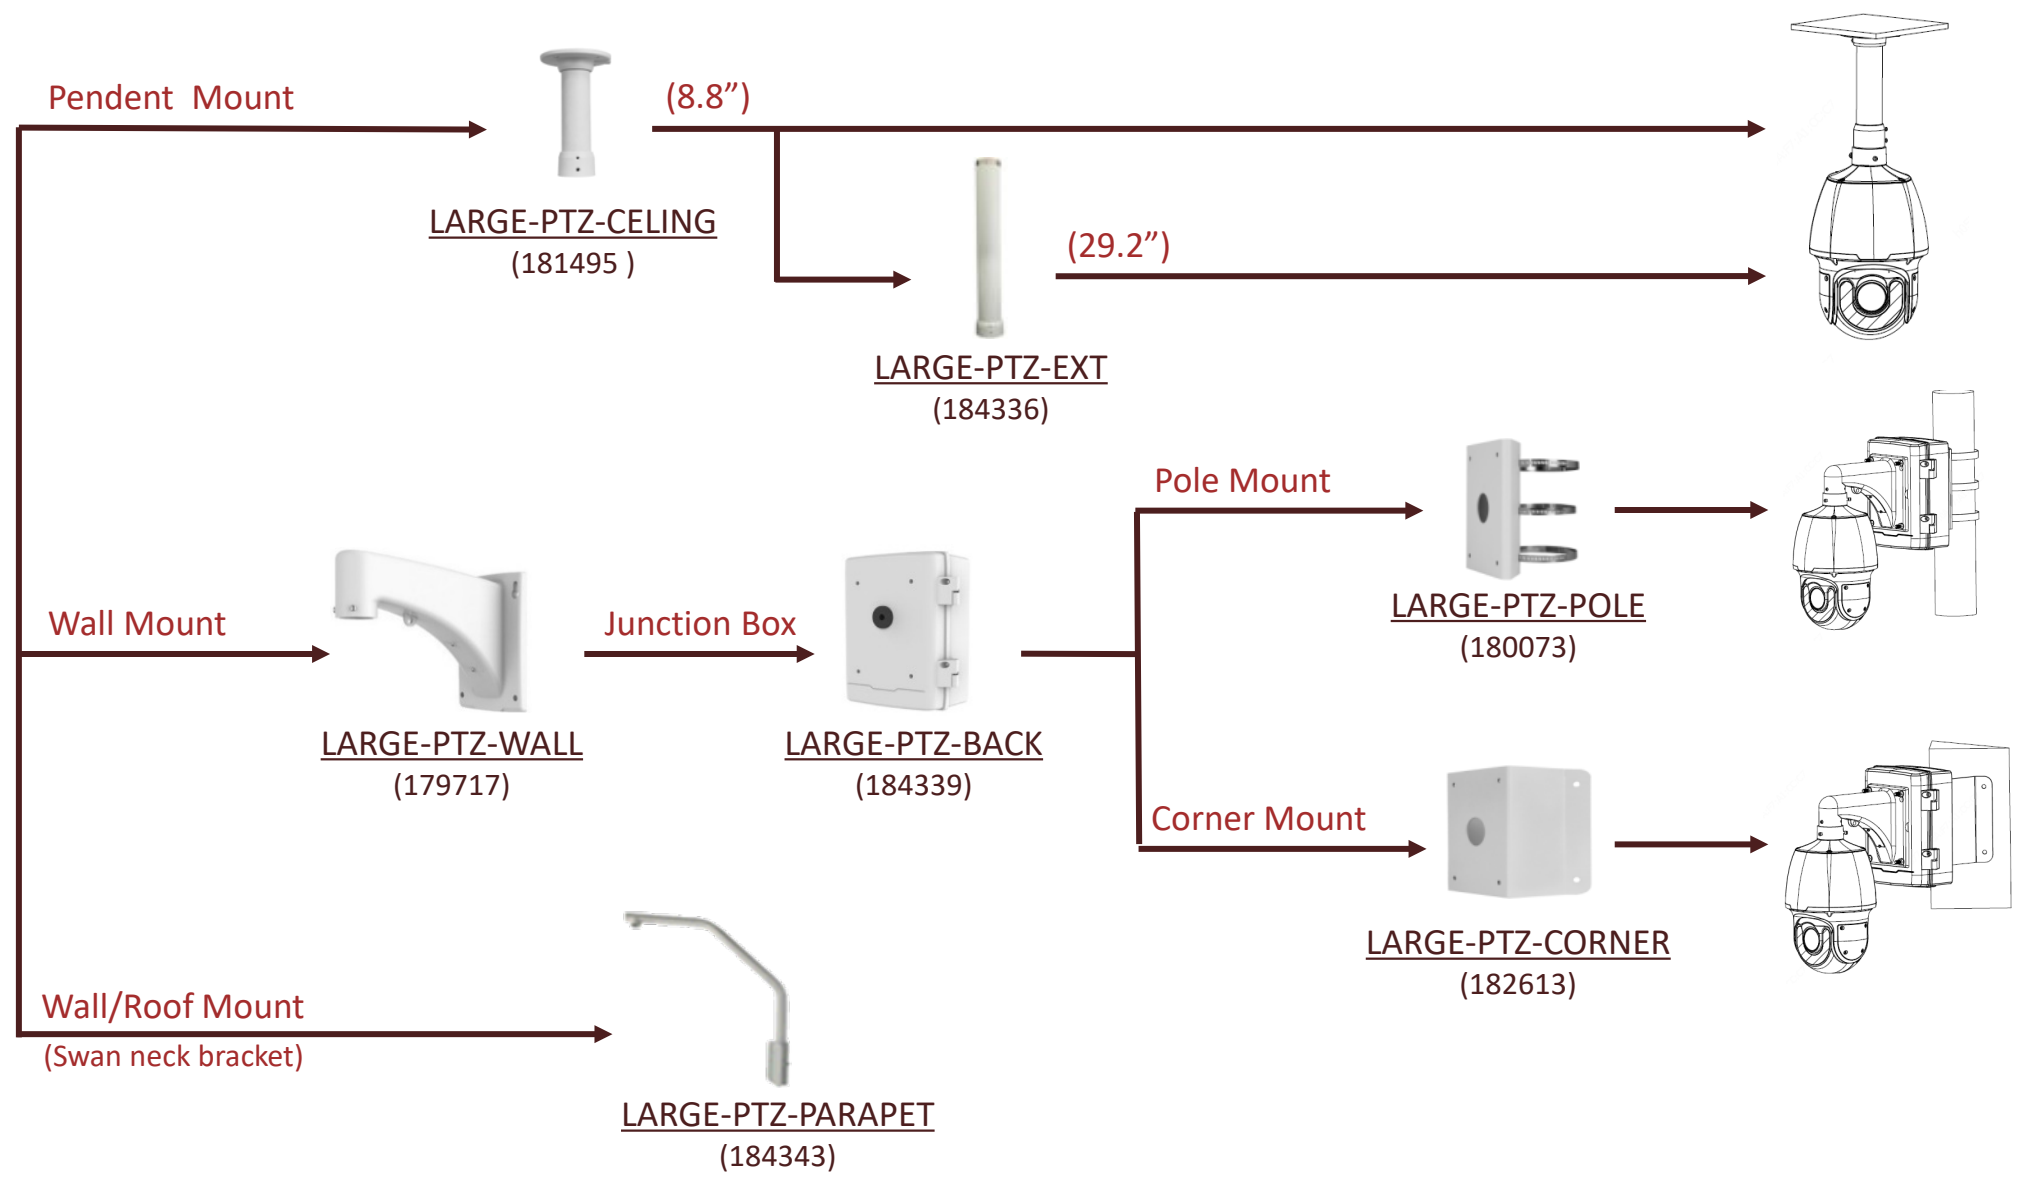 Pendent Mount
(8.8”)
LARGE-PTZ-CELING
(181495 )
(29.2”)
LARGE-PTZ-EXT
(184336)
Pole Mount
LARGE-PTZ-POLE
(180073)
Wall Mount
Junction Box
LARGE-PTZ-WALL
(179717)
LARGE-PTZ-BACK
(184339)
Corner Mount
LARGE-PTZ-CORNER
(182613)
Wall/Roof Mount
(Swan neck bracket)
LARGE-PTZ-PARAPET
(184343)